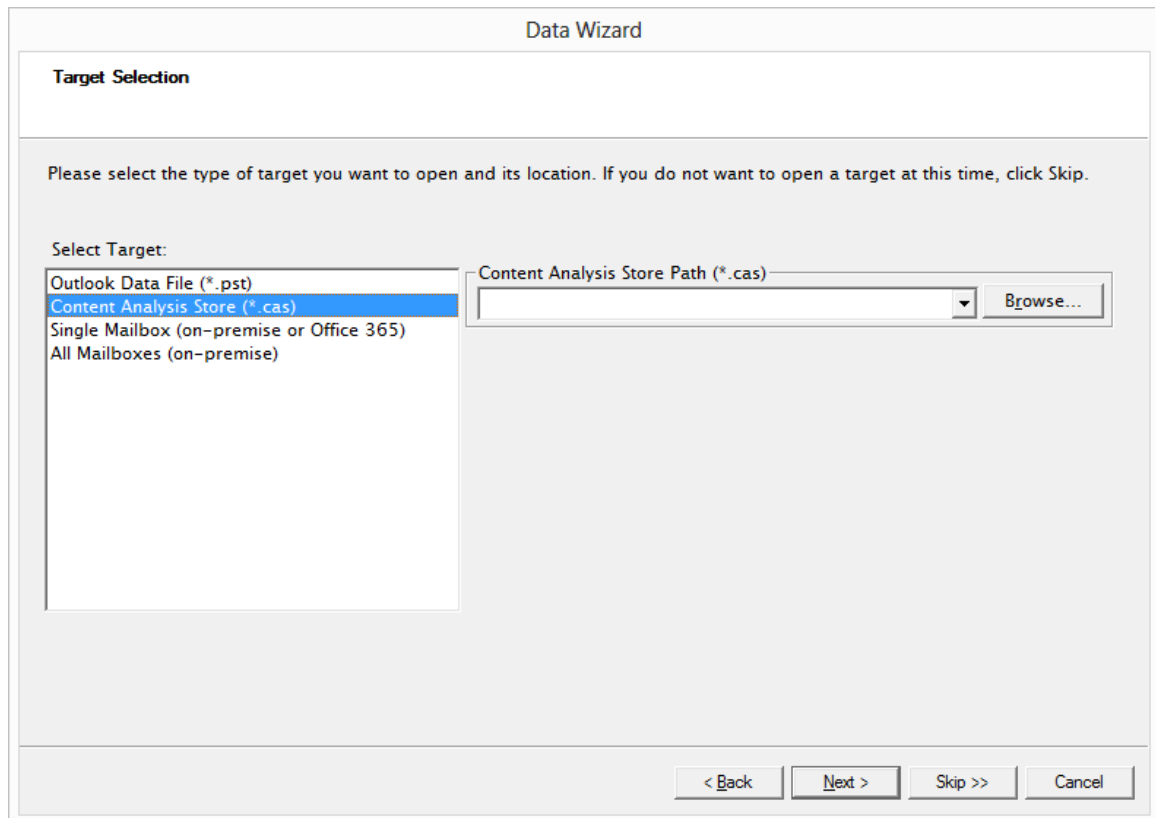 Data Wizard
Target Selection
Please select the type of target you want to open and its location. If you do not want to open a target at this time, click Skip.
Select Target:
Outlook Data File (*.pst)
Content Analysis Store (*.cas)
Single Mailbox (on-premise or Office 365)
All Mailboxes (on-premise)
Content Analysis Store Path (*.cas)
Browse...
< Back
Next >
Skip >>
Cancel